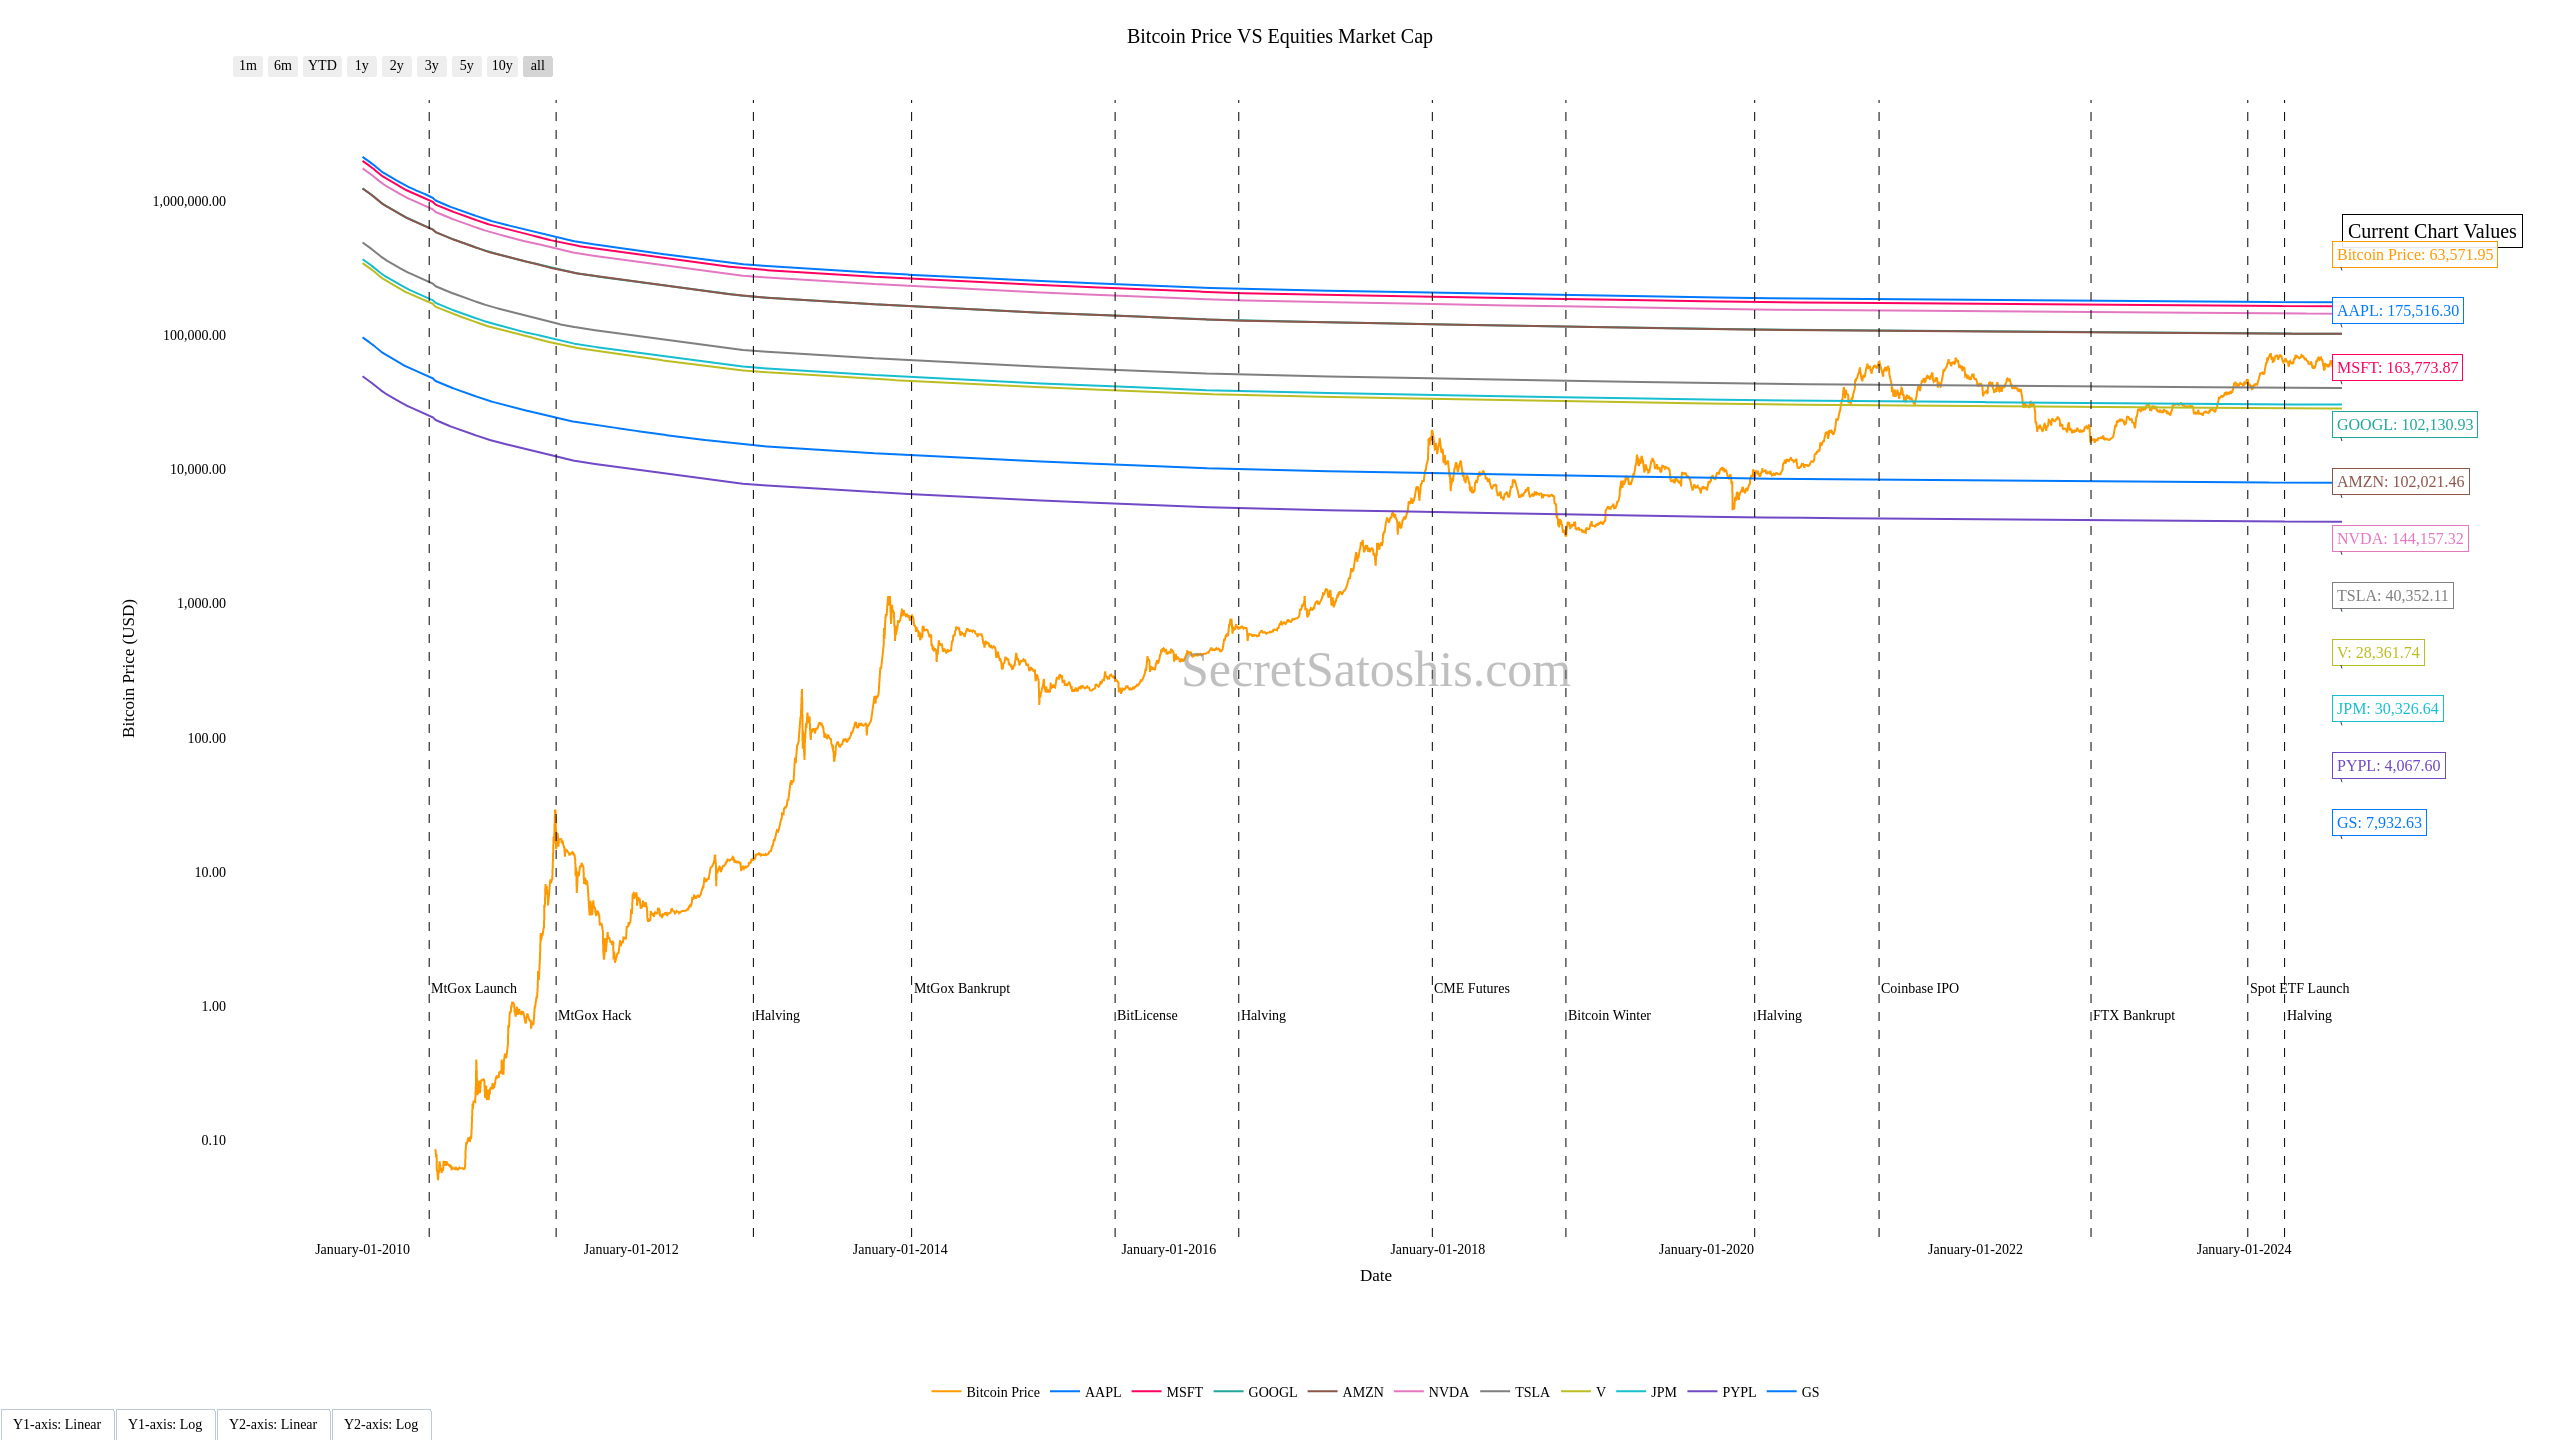 Bitcoin Price VS Equities Market Cap
1m 6m YTD 1y 2y 3y 5y 10y all
1,000,000.00
100,000.00
10,000.00
1,000.00
100.00
10.00
1.00
0.10
Bitcoin Price (USD)
Current Chart Values
Bitcoin Price: 63,571.95
AAPL: 175,516.30
MSFT: 163,773.87
GOOGL: 102,130.93
AMZN: 102,021.46
NVDA: 144,157.32
TSLA: 40,352.11
V: 28,361.74
JPM: 30,326.64
PYPL: 4,067.60
GS: 7,932.63
SecretSatoshis.com
MtGox Launch
MtGox Hack
Halving
MtGox Bankrupt
BitLicense
Halving
CME Futures
Bitcoin Winter
Halving
Coinbase IPO
FTX Bankrupt
Spot ETF Launch
Halving
January-01-2010 January-01-2012 January-01-2014 January-01-2016 January-01-2018 January-01-2020 January-01-2022 January-01-2024
Date
Bitcoin Price AAPL MSFT GOOGL AMZN NVDA TSLA V JPM PYPL GS
Y1-axis: Linear Y1-axis: Log Y2-axis: Linear Y2-axis: Log